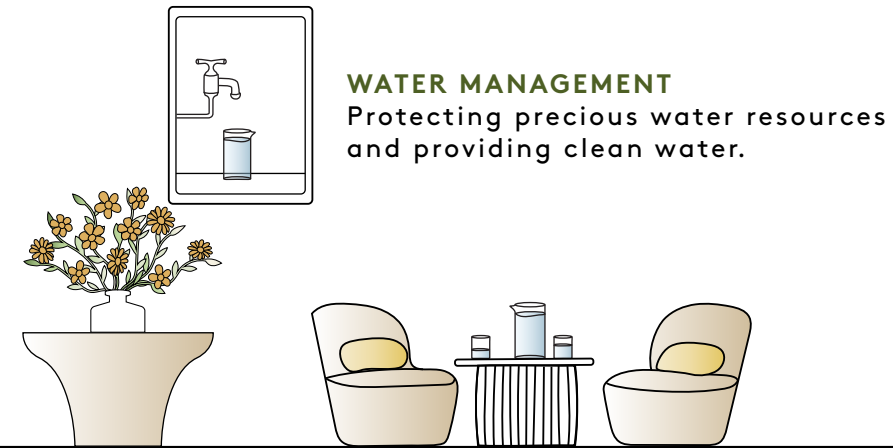 WATER MANAGEMENT
Protecting precious water resources
and providing clean water.